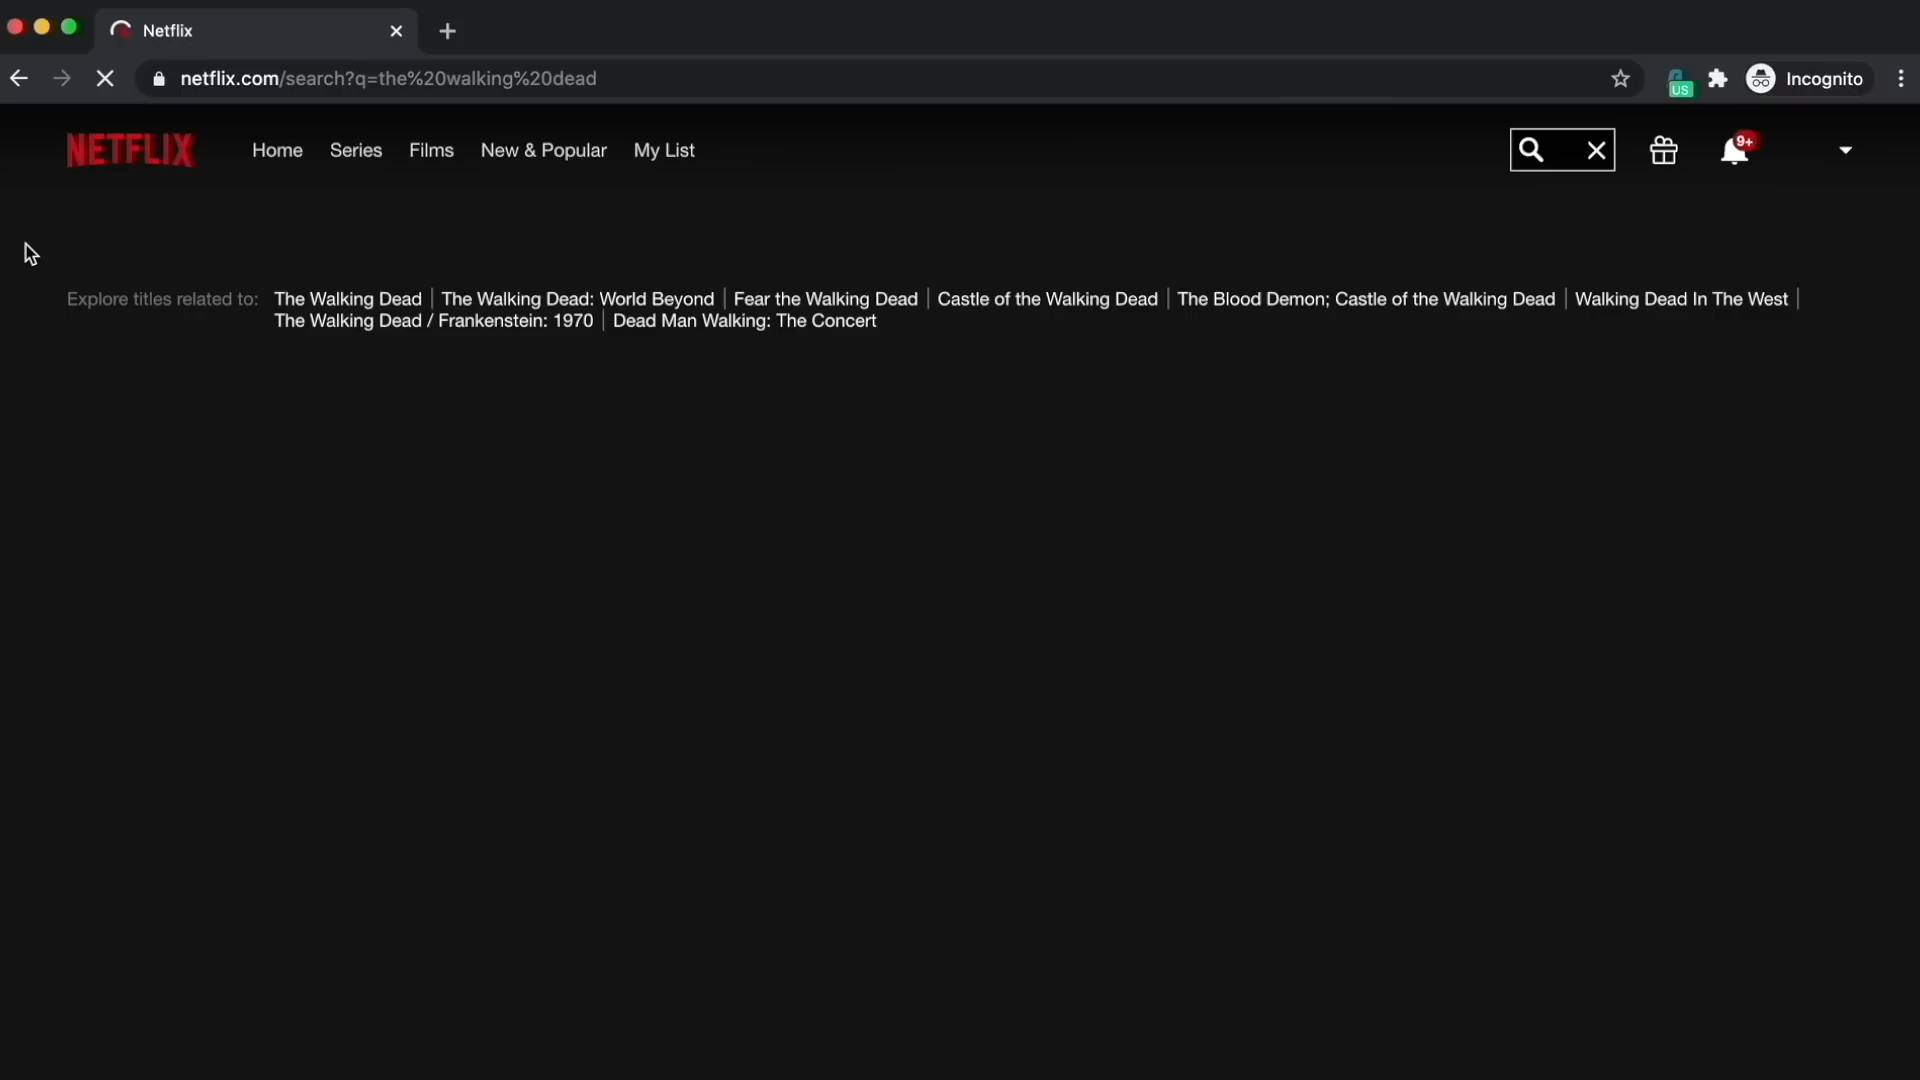 Netflix
netflix.com/search?q=the%20walking%20dead
US
Incognito
NETFLIX Home Series Films New & Popular My List 9+
Explore titles related to: The Walking Dead | The Walking Dead: World Beyond | Fear the Walking Dead | Castle of the Walking Dead | The Blood Demon; Castle of the Walking Dead | Walking Dead In The West |
The Walking Dead / Frankenstein: 1970 | Dead Man Walking: The Concert